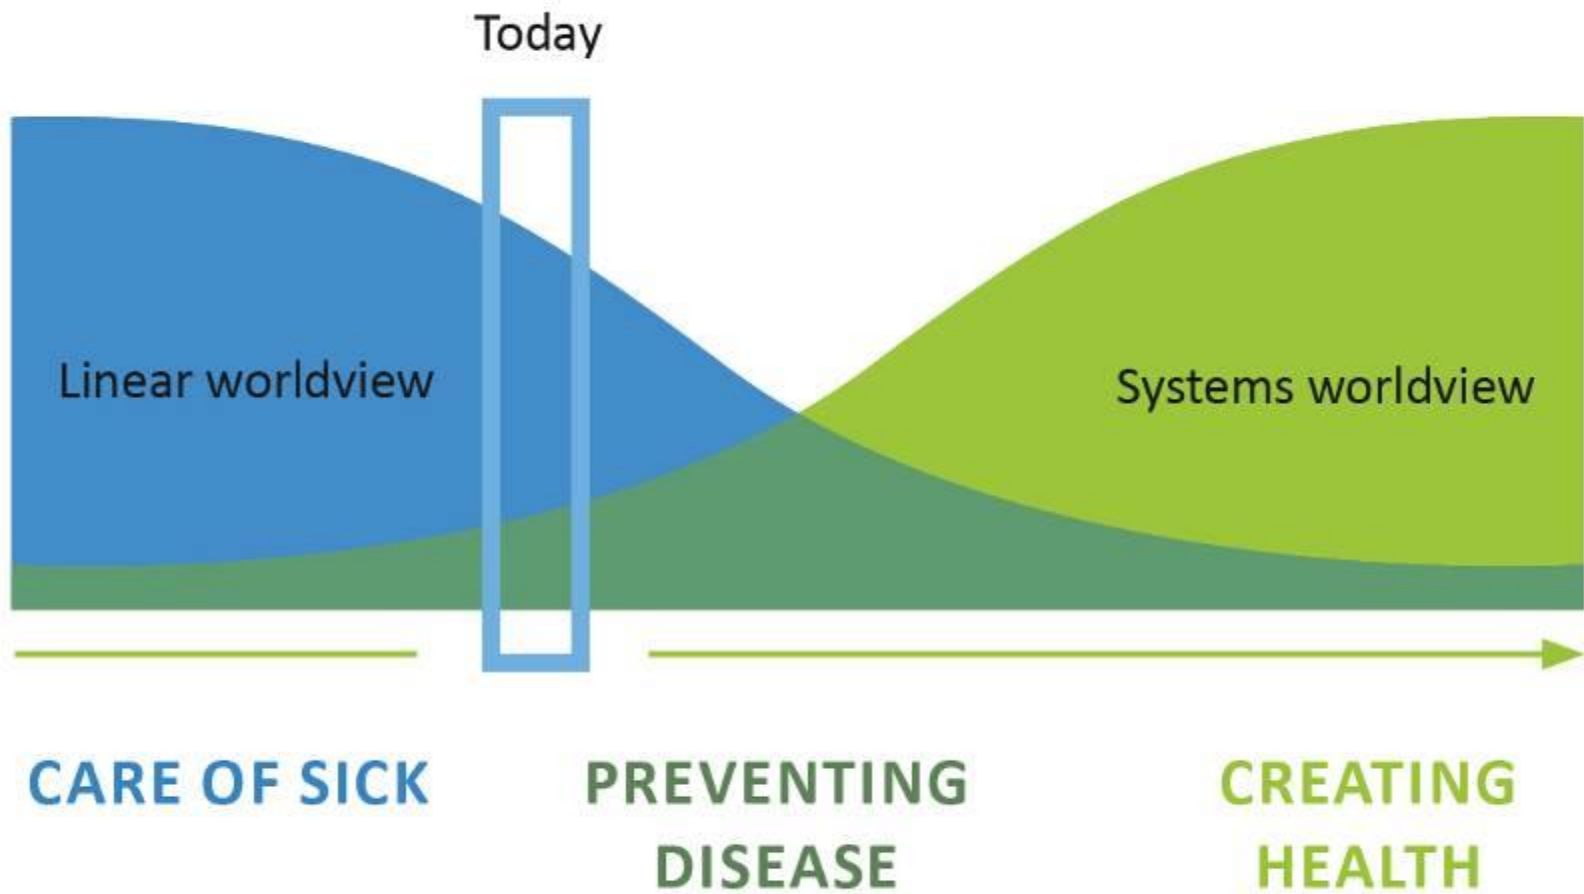 Today
Linear worldview
Systems worldview
CARE OF SICK
PREVENTING
DISEASE
CREATING
HEALTH